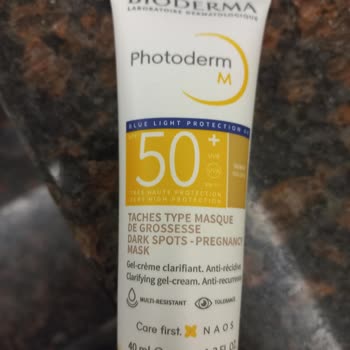 BIODERMA
LABORATOIRE DERMATOLOGIQUE
Photoderm
M
BLUE LIGHT PROTECTION
50+
UVA
TRÈS HAUTE PROTECTION
VERY HIGH PROTECTION
TACHES TYPE MASQUE
DE GROSSESSE
DARK SPOTS - PREGNANCY
MASK
Gel-crème clarifiant. Anti-récidive
Clarifying gel-cream. Anti-recurrence
MULTI-RESISTANT
TOLERANCE
Care first. NAOS
40 ml